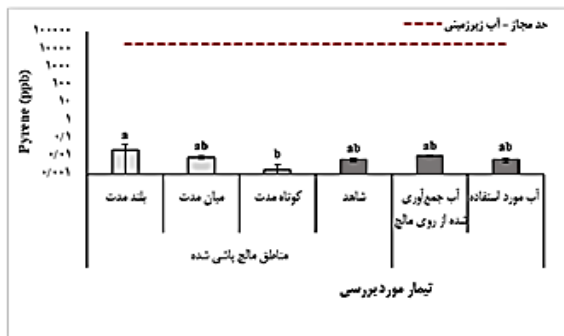 حد مجاز - آب زیرزمینی
Pyrene (ppb)
۱۰۰۰۰۰
۱۰۰۰۰
۱۰۰۰
۱۰۰
۱۰
۱
۰/۱
۰/۰۱
۰/۰۰۱
a
ab
b
ab
ab
ab
بلند مدت
میان مدت
کوتاه مدت
شاهد
آب جمع‌آوری
شده از روی مالچ
آب مورد استفاده
مناطق مالچ پاشی شده
تیمار موردبررسی